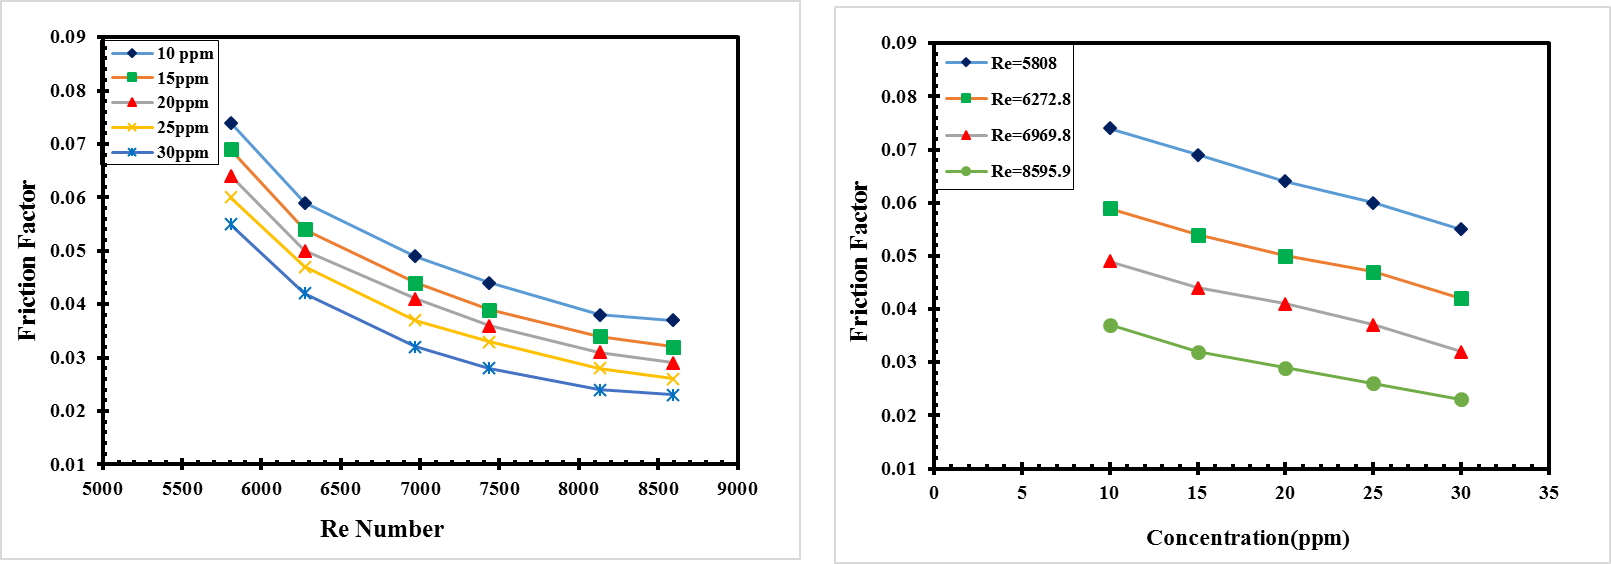 0.09
0.08
0.07
0.06
0.05
0.04
0.03
0.02
0.01
Friction Factor
10 ppm
15ppm
20ppm
25ppm
30ppm
5000 5500 6000 6500 7000 7500 8000 8500 9000
Re Number
0.09
0.08
0.07
0.06
0.05
0.04
0.03
0.02
0.01
Friction Factor
Re=5808
Re=6272.8
Re=6969.8
Re=8595.9
0 5 10 15 20 25 30 35
Concentration(ppm)